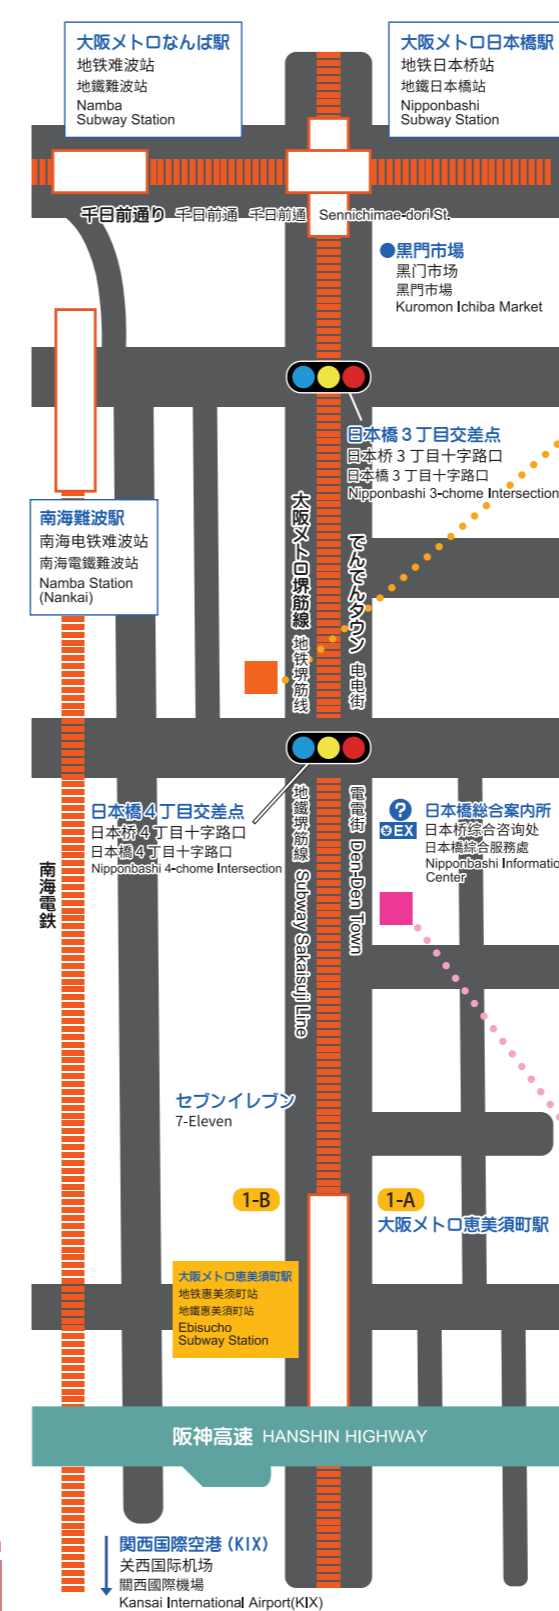 大阪メトロなんば駅
地铁难波站
地鐵難波站
Namba
Subway Station
大阪メトロ日本橋駅
地铁日本桥站
地鐵日本橋站
Nipponbashi
Subway Station
千日前通り 千日前通 千日前通 Sennichimae-dori St.
●黒門市場
黑门市场
黑門市場
Kuromon Ichiba Market
日本橋3丁目交差点
日本桥3丁目十字路口
日本橋3丁目十字路口
Nipponbashi 3-chome Intersection
南海難波駅
南海电铁难波站
南海電鐵難波站
Namba Station
(Nankai)
大阪メトロ堺筋線 地铁堺筋线
でんでんタウン 电电街
日本橋4丁目交差点
日本桥4丁目十字路口
日本橋4丁目十字路口
Nipponbashi 4-chome Intersection
地鐵堺筋線 Subway Sakaisuji Line
電電街 Den-Den Town
?
¥EX
日本橋総合案内所
日本桥综合咨询处
日本橋綜合服務處
Nipponbashi Informatio
Center
南海電鉄
セブンイレブン
7-Eleven
1-B
1-A
大阪メトロ恵美須町駅
大阪メトロ恵美須町駅
地铁惠美须町站
地鐵惠美須町站
Ebisucho
Subway Station
阪神高速 HANSHIN HIGHWAY
関西国際空港(KIX)
关西国际机场
關西國際機場
Kansai International Airport(KIX)